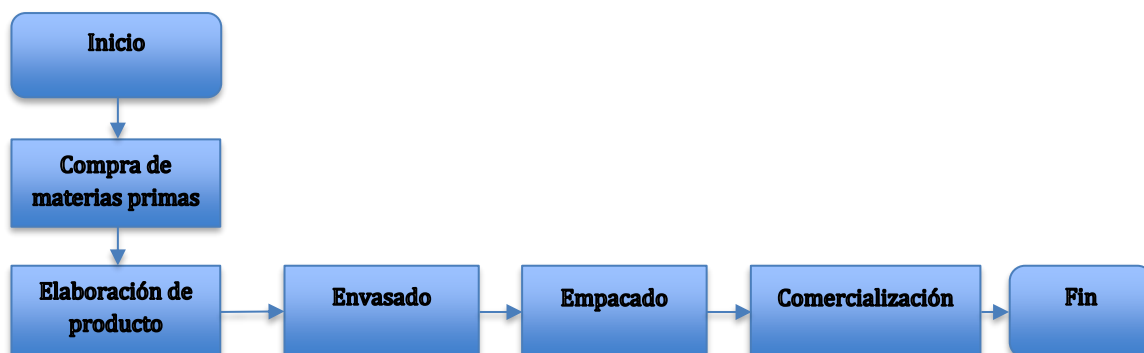 Inicio
Compra de
materias primas
Elaboración de
producto
Envasado
Empacado
Comercialización
Fin